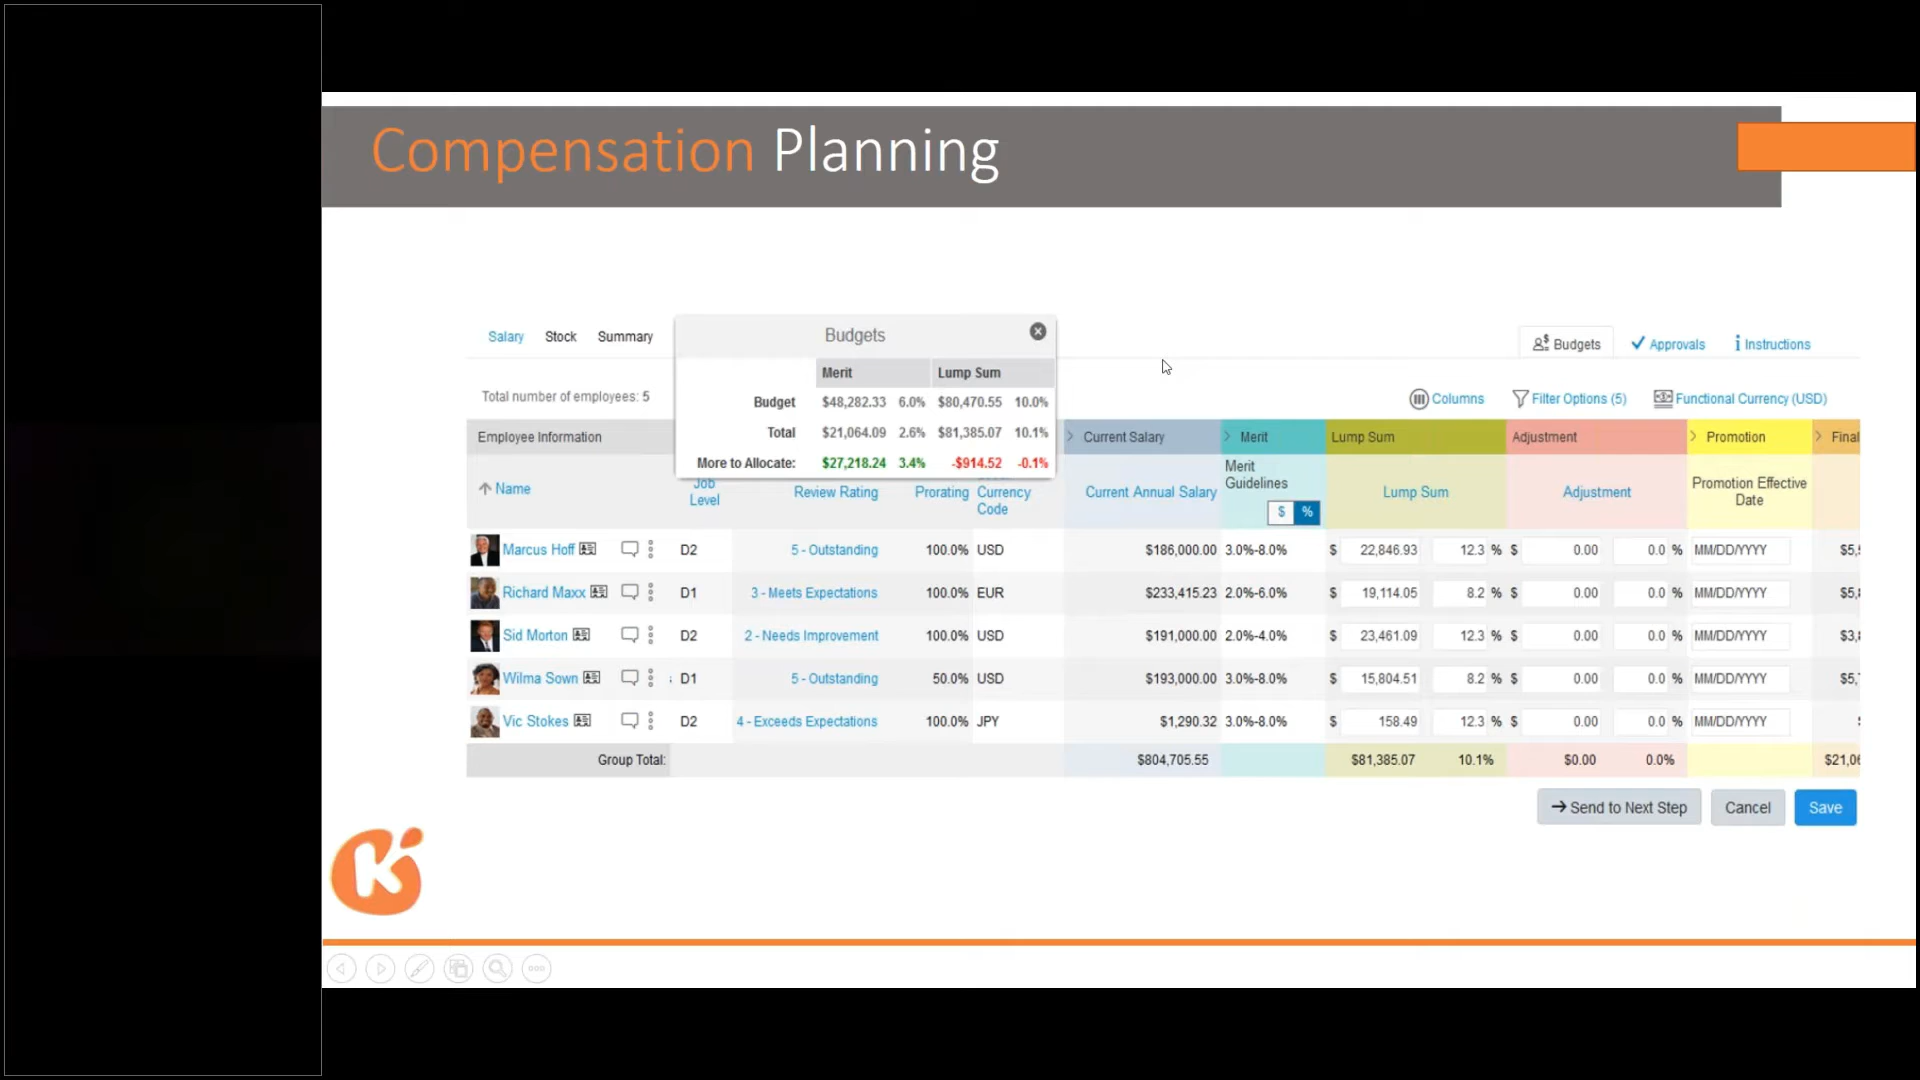 Compensation Planning
Salary Stock Summary
Budgets
Merit Lump Sum
Budget $48,282.33 6.0% $80,470.55 10.0%
Total $21,064.09 2.6% $81,385.07 10.1%
More to Allocate: $27,218.24 3.4% -$914.52 -0.1%
Budgets Approvals Instructions
Total number of employees: 5
Columns Filter Options (5) Functional Currency (USD)
Employee Information Current Salary Merit Lump Sum Adjustment Promotion Final
Name Job Level Review Rating Prorating Currency Code Current Annual Salary Merit Guidelines $ % Lump Sum Adjustment Promotion Effective Date
Marcus Hoff D2 5 - Outstanding 100.0% USD $186,000.00 3.0%-8.0% $ 22,846.93 12.3 % $ 0.00 0.0 % MM/DD/YYYY
Richard Maxx D1 3 - Meets Expectations 100.0% EUR $233,415.23 2.0%-6.0% $ 19,114.05 8.2 % $ 0.00 0.0 % MM/DD/YYYY
Sid Morton D2 2 - Needs Improvement 100.0% USD $191,000.00 2.0%-4.0% $ 23,461.09 12.3 % $ 0.00 0.0 % MM/DD/YYYY
Wilma Sown D1 5 - Outstanding 50.0% USD $193,000.00 3.0%-8.0% $ 15,804.51 8.2 % $ 0.00 0.0 % MM/DD/YYYY
Vic Stokes D2 4 - Exceeds Expectations 100.0% JPY $1,290.32 3.0%-8.0% $ 158.49 12.3 % $ 0.00 0.0 % MM/DD/YYYY
Group Total: $804,705.55 $81,385.07 10.1% $0.00 0.0%
Send to Next Step Cancel Save
K